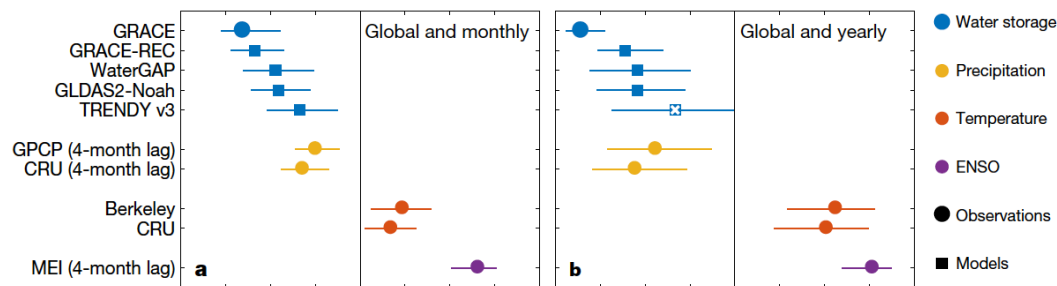 GRACE
GRACE-REC
WaterGAP
GLDAS2-Noah
TRENDY v3
GPCP (4-month lag)
CRU (4-month lag)
Berkeley
CRU
MEI (4-month lag)
Global and monthly
a
Global and yearly
b
Water storage
Precipitation
Temperature
ENSO
Observations
Models